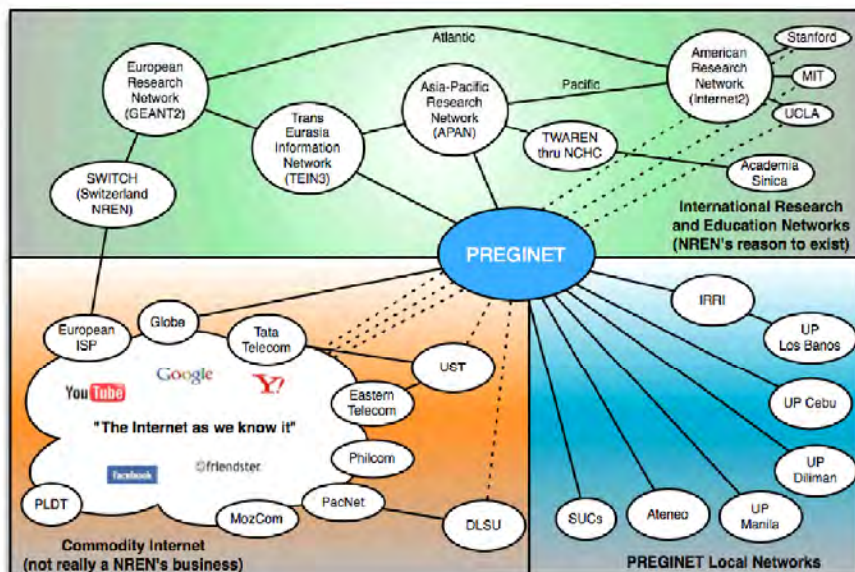 Atlantic
European
Research
Network
(GEANT2)
Trans
Eurasia
Information
Network
(TEIN3)
Asia-Pacific
Research
Network
(APAN)
Pacific
American
Research
Network
(Internet2)
Stanford
MIT
UCLA
TWAREN
thru NCHC
Academia
Sinica
SWITCH
(Switzerland
NREN)
International Research
and Education Networks
(NREN's reason to exist)
PREGINET
European
ISP
Globe
Tata
Telecom
UST
Eastern
Telecom
Philcom
PacNet
DLSU
MozCom
PLDT
You Tube
Google
Y!
"The Internet as we know it"
facebook
©friendster.
Commodity Internet
(not really a NREN's business)
IRRI
UP
Los Banos
UP Cebu
UP
Diliman
UP
Manila
Ateneo
SUCs
PREGINET Local Networks